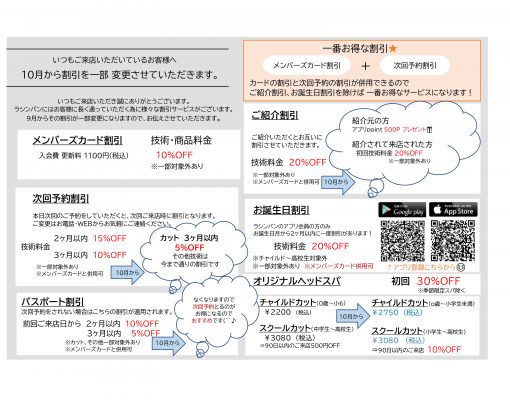 いつもご来店いただいているお客様へ
10月から割引を一部 変更させていただきます。
いつもご来店いただき誠にありがとうございます。
ラシンバンにはお客様に長く通っていただく為に様々な割引サービスがございます。
9月からその割引が一部変更になりますので、お伝えさせていただきます。
一番お得な割引★
メンバーズカード割引 + 次回予約割引
カードの割引と次回予約の割引が併用できるので
ご紹介割引、お誕生日割引を除けば 一番お得なサービスになります！
メンバーズカード割引
技術・商品料金
入会費 更新料 1100円(税込)
10%OFF
※一部対象外あり
次回予約割引
本日次回のご予約をしていただくと、次回ご来店時に割引となります。
ご変更はお電話・WEBからお気軽にご連絡ください。
技術料金
2ヶ月以内 15%OFF
3ヶ月以内 10%OFF
※一部対象外あり
※メンバーズカードと併用可
10月から
カット 3ヶ月以内
5%OFF
その他技術は
今まで通りの割引です
パスポート割引
次回予約をされない場合はこちらの割引が適用されます。
前回ご来店日から 2ヶ月以内 10%OFF
3ヶ月以内 5%OFF
※カット、その他一部対象外あり
※メンバーズカードと併用可
10月から
なくなりますので
次回予約とるのが
お得になるので
おすすめです
ご紹介割引
ご紹介いただくとお互いに
割引させていただきます。
技術料金 20%OFF
※一部対象外あり
※メンバーズカード併用可
10月から
紹介元の方
アプリpoint 500P プレゼント
紹介されて来店された方
初回技術料金 20%OFF
※一部対象外あり
お誕生日割引
ラシンバンのアプリ会員の方のみ
お誕生日月から2ヶ月以内に一度割引があります！
技術料金 20%OFF
※チャイルド~高校生対象外
※一部対象外あり ※メンバーズカード併用可
Google play
App Store
↑アプリ登録こちらから
オリジナルヘッドスパ
初回 30%OFF
※季節限定スパ除く
チャイルドカット(0歳~小6)
¥2200 (税込)
スクールカット(中学生~高校生)
¥3080 (税込)
⇒90日以内のご来店500円OFF
10月から
チャイルドカット(0歳~小学生未満)
¥2750 (税込)
スクールカット(小学生~高校生)
¥3080 (税込)
⇒90日以内のご来店 10%OFF